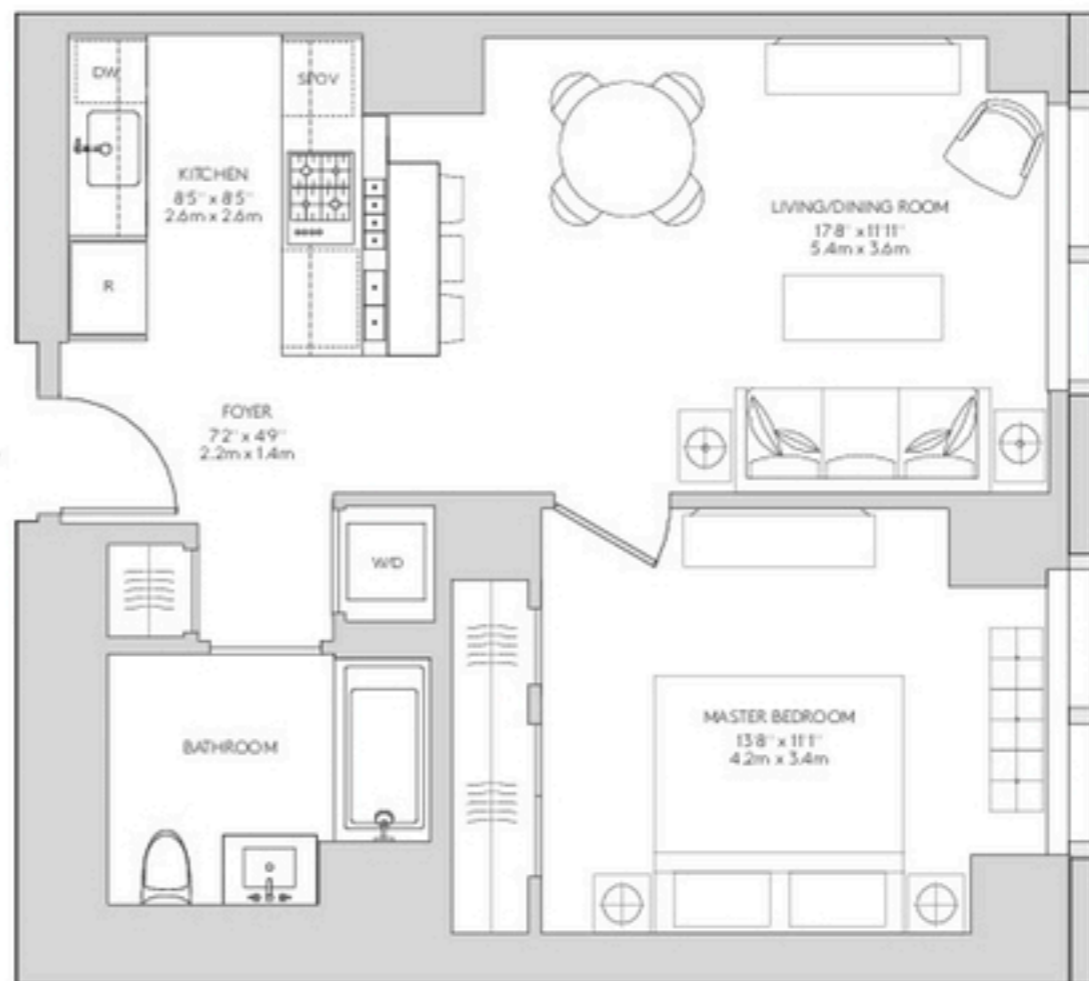 DW
SPOV
KITCHEN
8'5" x 8'5"
2.6m x 2.6m
R
LIVING/DINING ROOM
17'8" x 11'11"
5.4m x 3.6m
FOYER
7'2" x 4'9"
2.2m x 1.4m
W/D
BATHROOM
MASTER BEDROOM
13'8" x 11'1"
4.2m x 3.4m